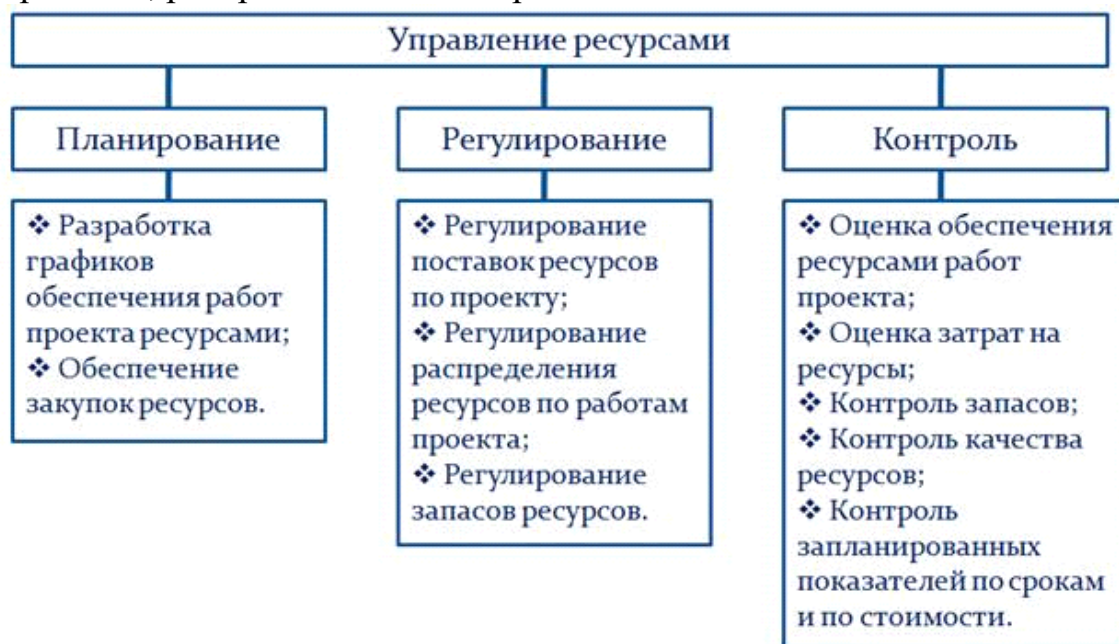 Управление ресурсами
Планирование
Регулирование
Контроль
❖ Разработка
графиков
обеспечения работ
проекта ресурсами;
❖ Обеспечение
закупок ресурсов.
❖ Регулирование
поставок ресурсов
по проекту;
❖ Регулирование
распределения
ресурсов по работам
проекта;
❖ Регулирование
запасов ресурсов.
❖ Оценка обеспечения
ресурсами работ
проекта;
❖ Оценка затрат на
ресурсы;
❖ Контроль запасов;
❖ Контроль качества
ресурсов;
❖ Контроль
запланированных
показателей по срокам
и по стоимости.